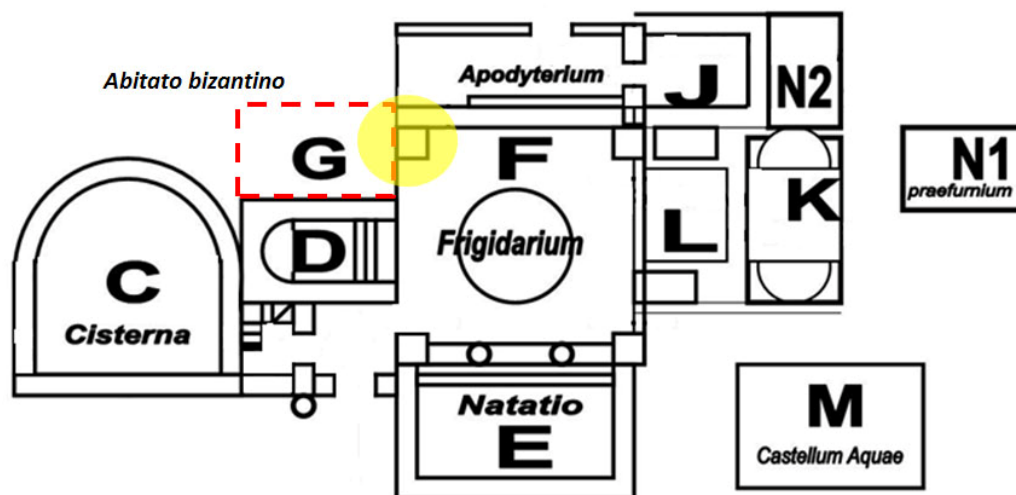 Abitato bizantino
Apodyterium
J
N2
G
F
N1
praefurnium
K
D
Frigidarium
L
C
Cisterna
Natatio
E
M
Castellum Aquae